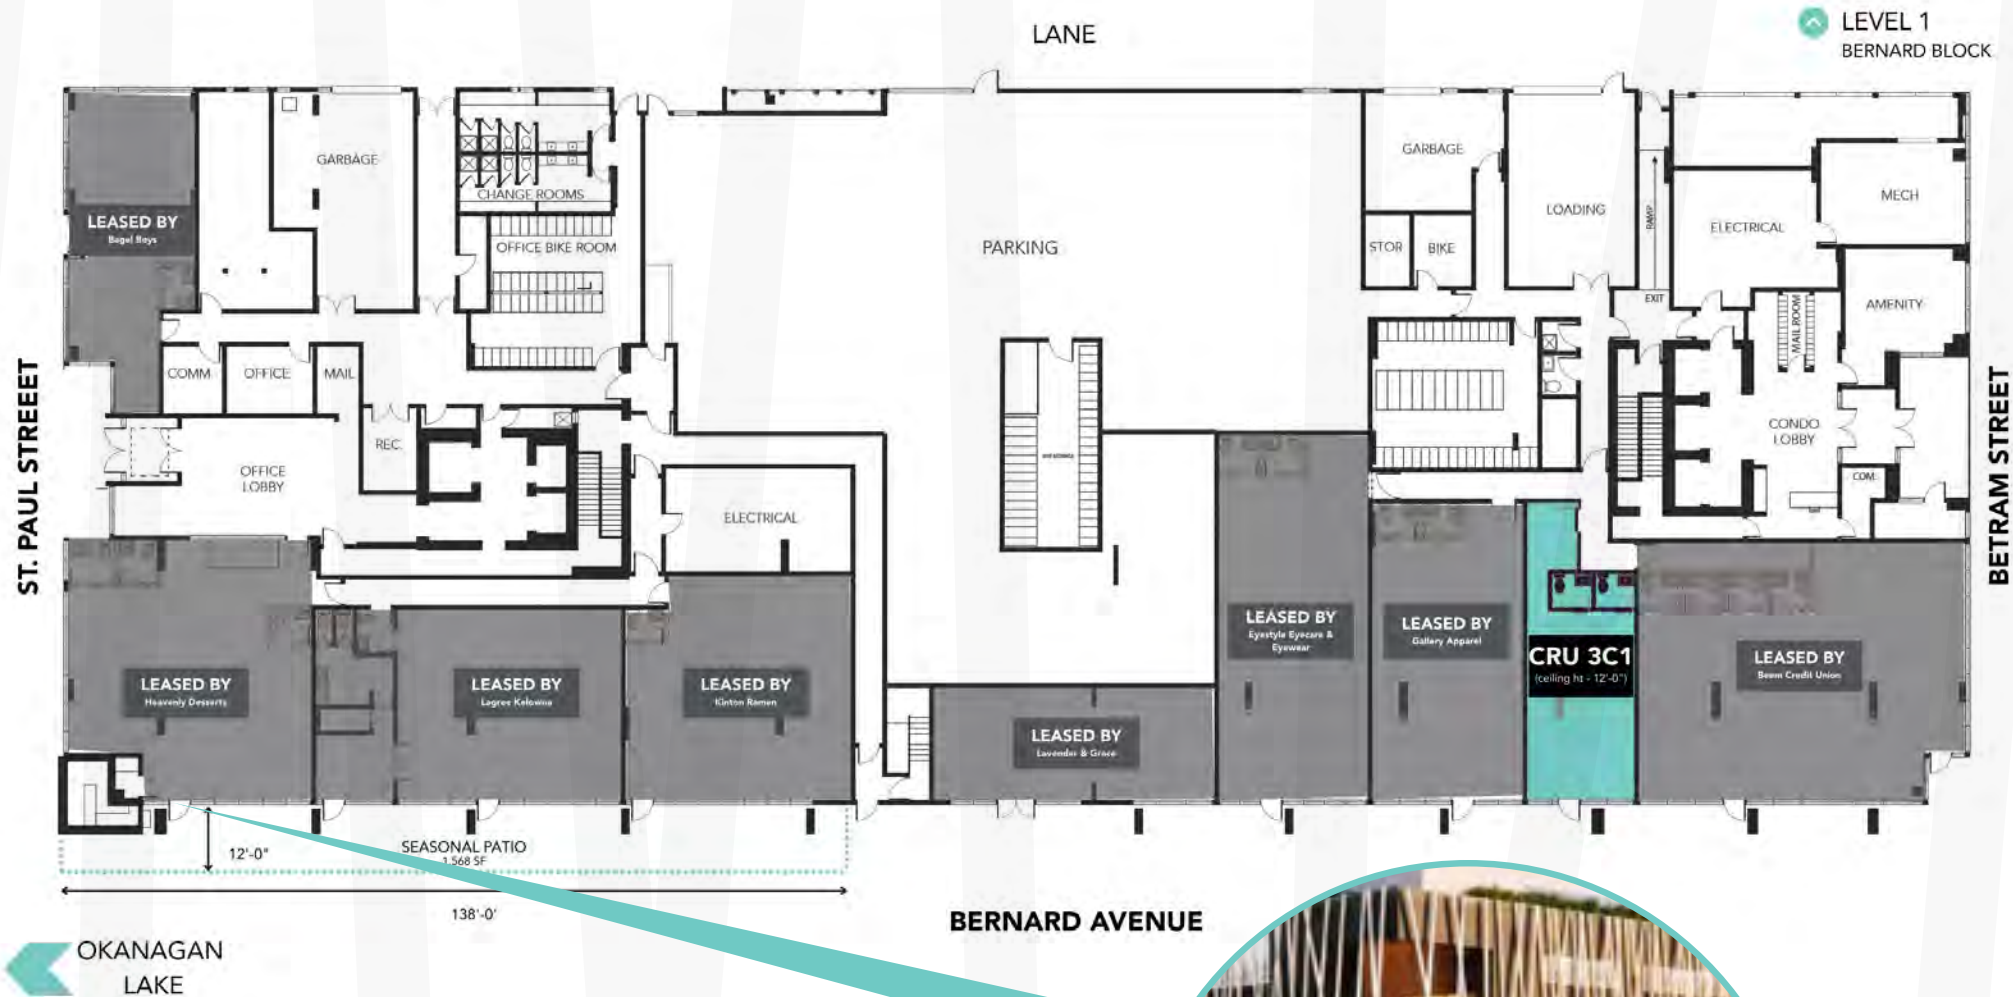 LANE
LEVEL 1
BERNARD BLOCK
LEASED BY
Bagel Boys
GARBAGE
CHANGE ROOMS
OFFICE BIKE ROOM
PARKING
GARBAGE
STOR
BIKE
LOADING
RAMP
EXIT
ELECTRICAL
MECH
AMENITY
MAIL ROOM
CONDO
LOBBY
COM.
ST. PAUL STREEET
BETRAM STREET
COMM
OFFICE
MAIL
REC.
OFFICE
LOBBY
ELECTRICAL
LEASED BY
Heavenly Desserts
LEASED BY
Lagree Kelowna
LEASED BY
Kinton Ramen
LEASED BY
Lavender & Grace
LEASED BY
Eyestyle Eyecare &
Eyewear
LEASED BY
Gallery Apparel
CRU 3C1
(ceiling ht - 12'-0")
LEASED BY
Beem Credit Union
12'-0"
SEASONAL PATIO
1,568 SF
138'-0'
BERNARD AVENUE
OKANAGAN
LAKE